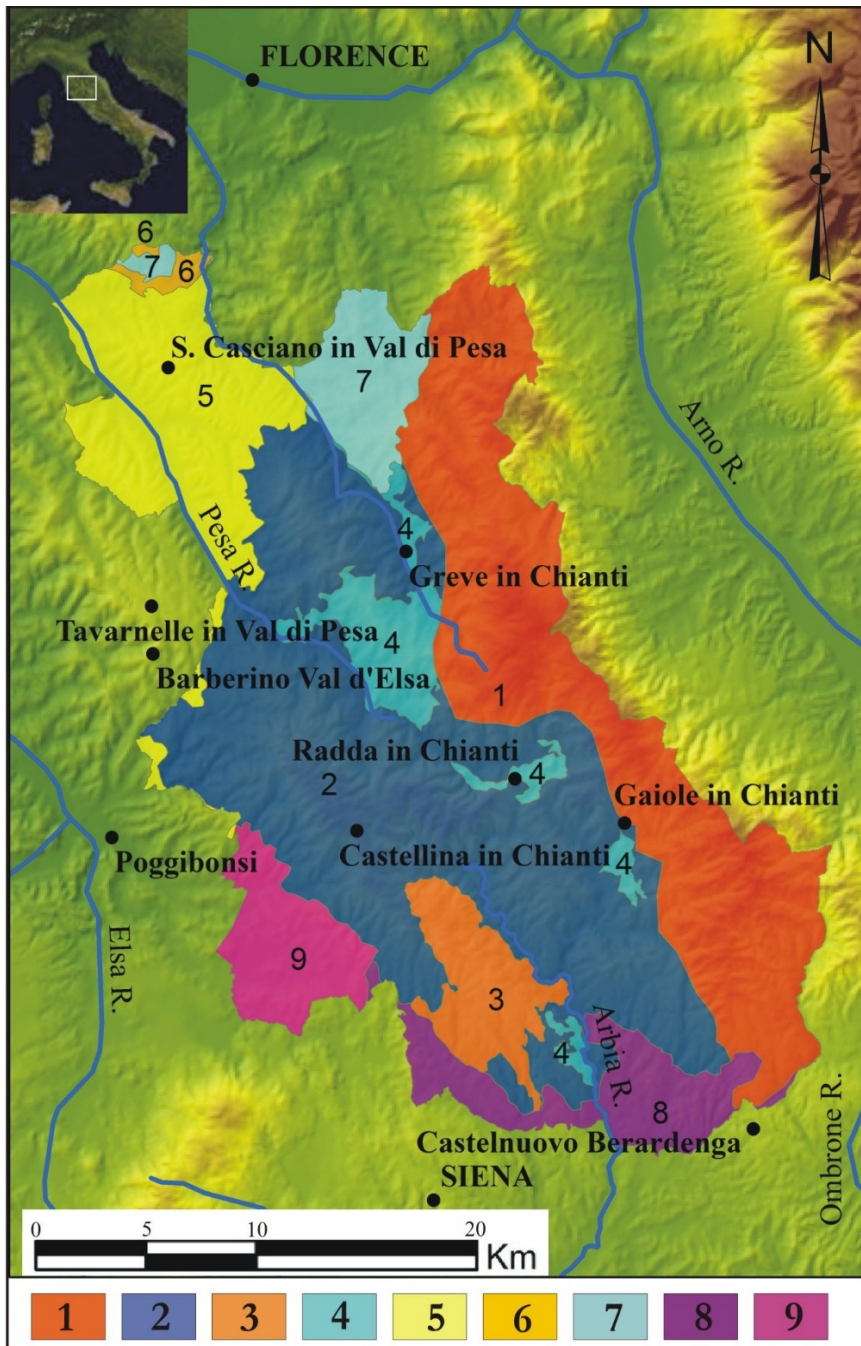 FLORENCE
N
6
7
6
S. Casciano in Val di Pesa
7
5
Arno R.
Pesa R.
4
Greve in Chianti
Tavarnelle in Val di Pesa
4
Barberino Val d'Elsa
1
Radda in Chianti
4
2
Gaiole in Chianti
Poggibonsi
Castellina in Chianti
4
Elsa R.
9
3
4
Arbia R.
8
Ombrone R.
Castelnuovo Berardenga
SIENA
0 5 10 20
Km
1 2 3 4 5 6 7 8 9